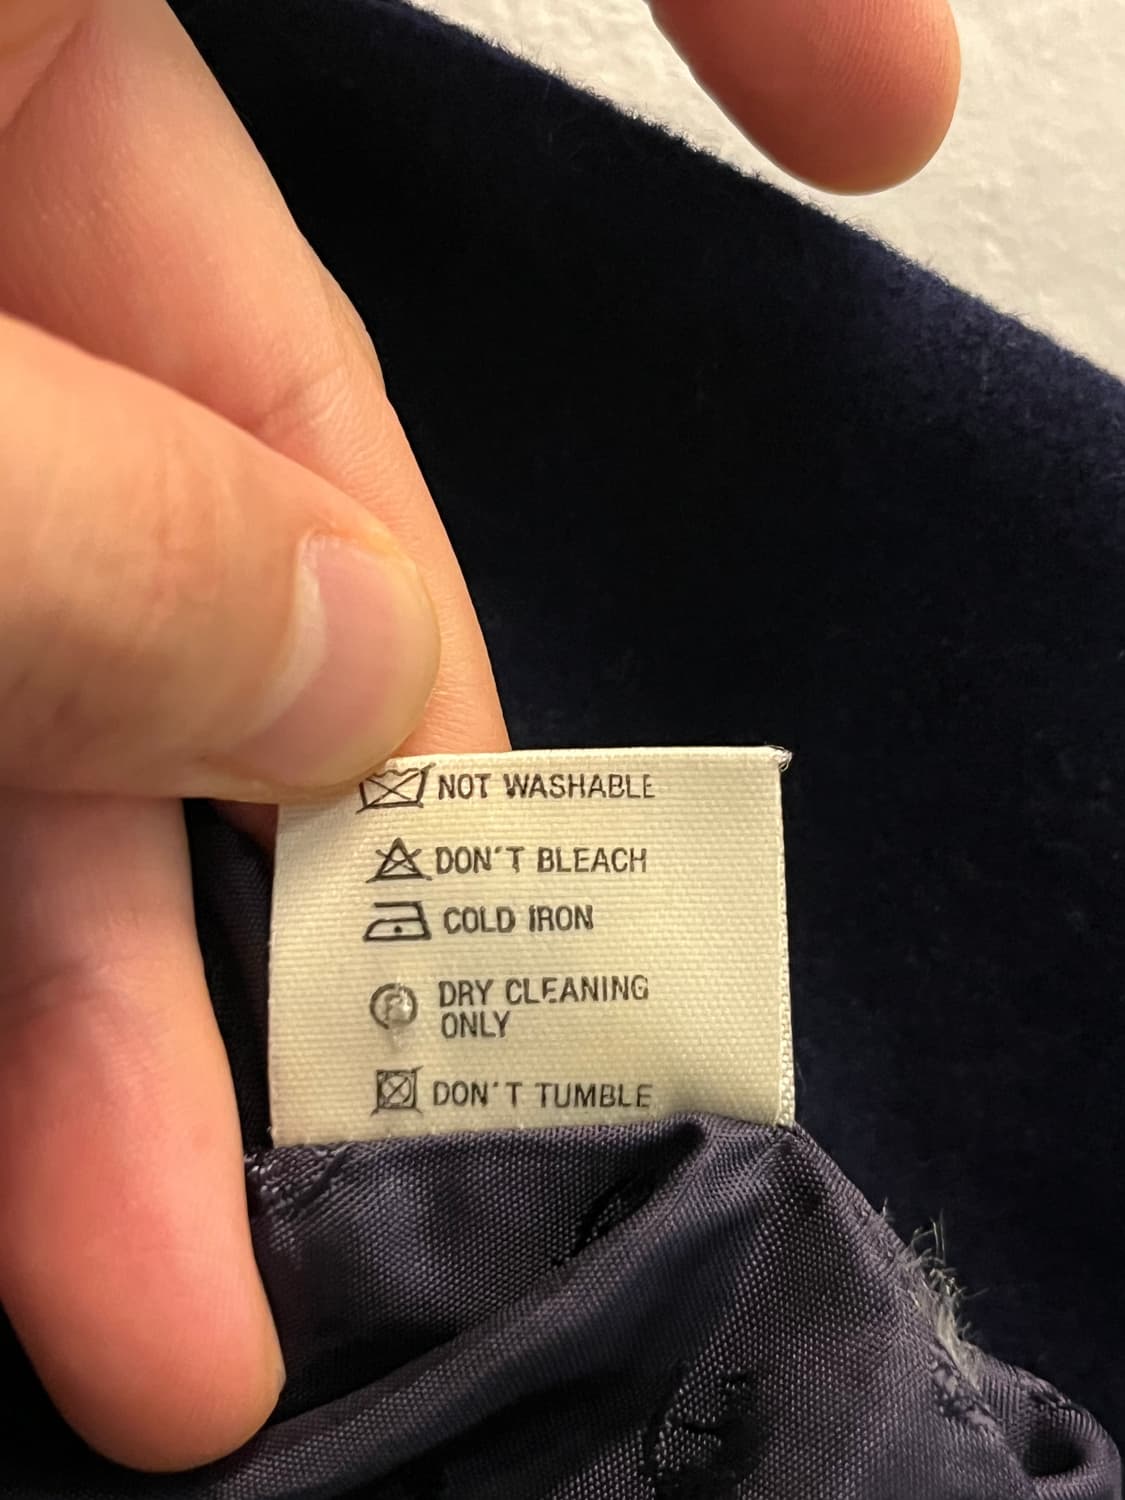 NOT WASHABLE
DON'T BLEACH
COLD IRON
DRY CLEANING
ONLY
DON'T TUMBLE